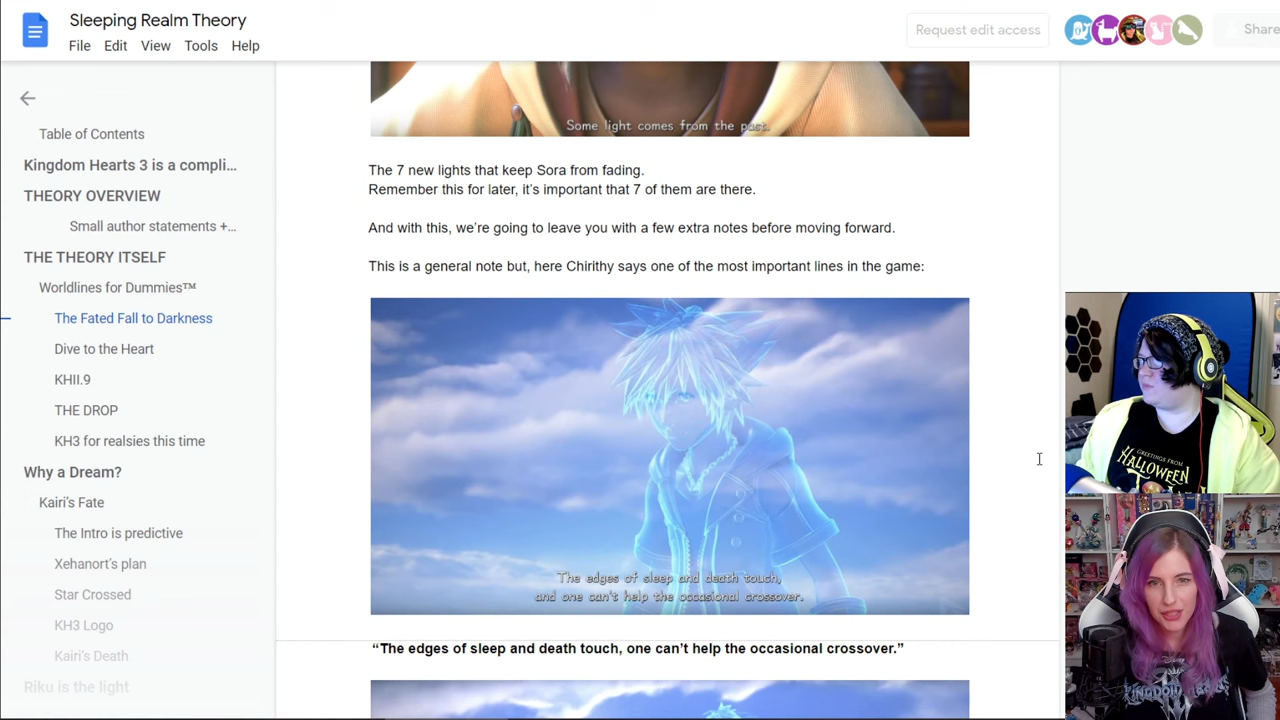 Sleeping Realm Theory
File Edit View Tools Help
Request edit access
Share
Table of Contents
Kingdom Hearts 3 is a compli...
THEORY OVERVIEW
Small author statements +...
THE THEORY ITSELF
Worldlines for Dummies™
The Fated Fall to Darkness
Dive to the Heart
KHII.9
THE DROP
KH3 for realsies this time
Why a Dream?
Kairi's Fate
The Intro is predictive
Xehanort's plan
Star Crossed
KH3 Logo
Kairi's Death
Riku is the light
Some light comes from the past.
The 7 new lights that keep Sora from fading.
Remember this for later, it's important that 7 of them are there.
And with this, we're going to leave you with a few extra notes before moving forward.
This is a general note but, here Chirithy says one of the most important lines in the game:
The edges of sleep and death touch,
and one can't help the occasional crossover.
“The edges of sleep and death touch, one can't help the occasional crossover.”
GREETINGS FROM
HALLOWEEN
KINGDOM HEARTS